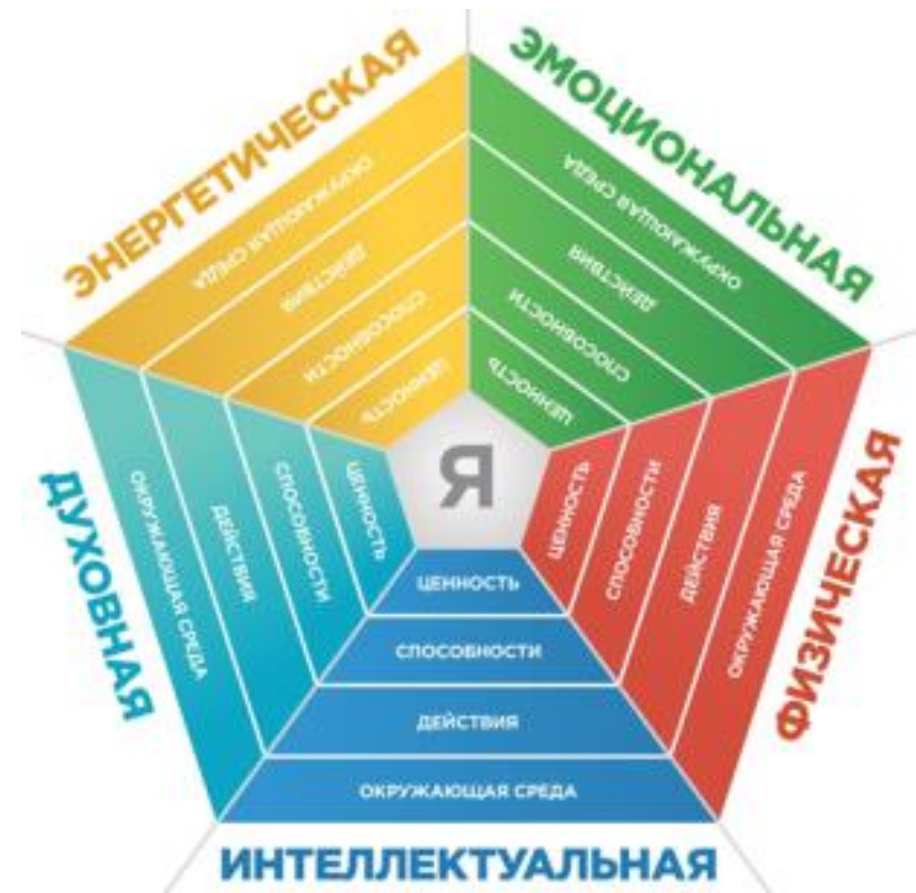 ЭНЕРГЕТИЧЕСКАЯ
ОКРУЖАЮЩАЯ СРЕДА
ДЕЙСТВИЯ
СПОСОБНОСТИ
ЦЕННОСТЬ
ЭМОЦИОНАЛЬНАЯ
ОКРУЖАЮЩАЯ СРЕДА
ДЕЙСТВИЯ
СПОСОБНОСТИ
ЦЕННОСТЬ
Я
ДУХОВНАЯ
ОКРУЖАЮЩАЯ СРЕДА
ДЕЙСТВИЯ
СПОСОБНОСТИ
ЦЕННОСТЬ
ЦЕННОСТЬ
СПОСОБНОСТИ
ДЕЙСТВИЯ
ОКРУЖАЮЩАЯ СРЕДА
ФИЗИЧЕСКАЯ
ЦЕННОСТЬ
СПОСОБНОСТИ
ДЕЙСТВИЯ
ОКРУЖАЮЩАЯ СРЕДА
ИНТЕЛЛЕКТУАЛЬНАЯ